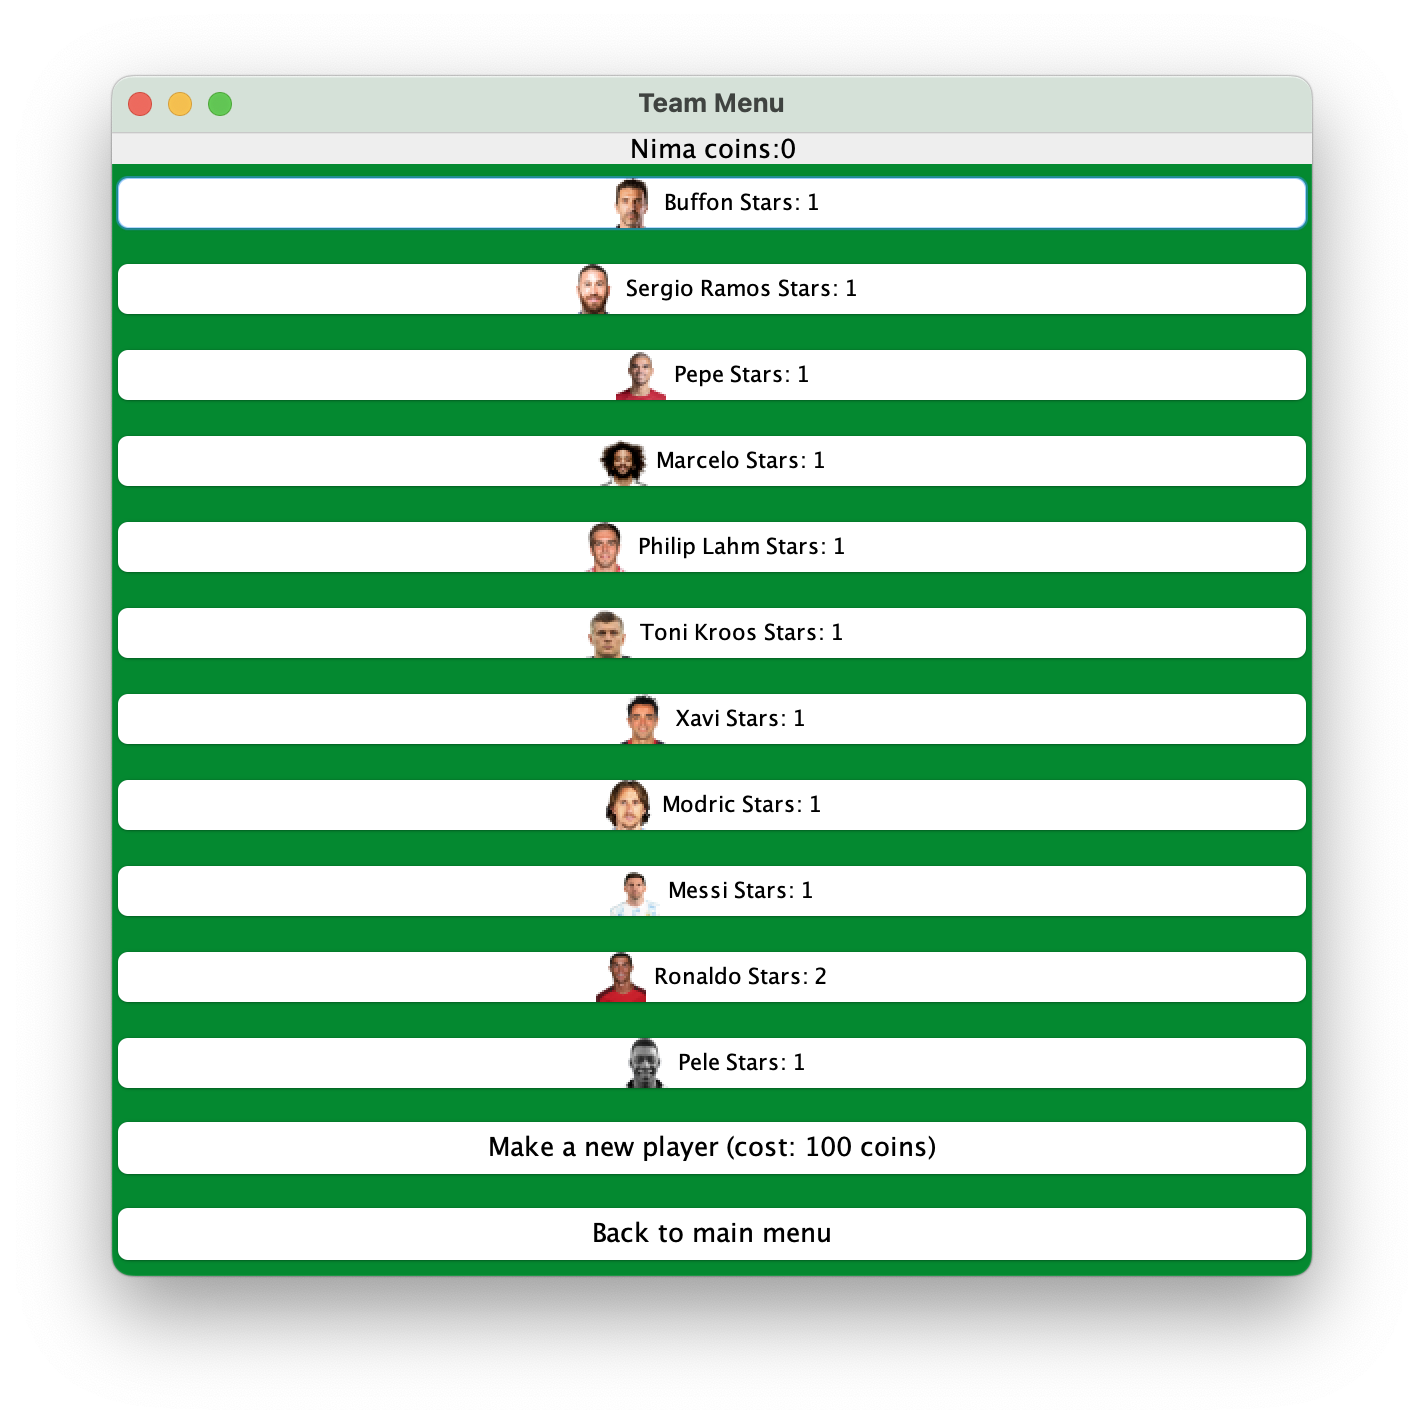 Team Menu
Nima coins:0
Buffon Stars: 1
Sergio Ramos Stars: 1
Pepe Stars: 1
Marcelo Stars: 1
Philip Lahm Stars: 1
Toni Kroos Stars: 1
Xavi Stars: 1
Modric Stars: 1
Messi Stars: 1
Ronaldo Stars: 2
Pele Stars: 1
Make a new player (cost: 100 coins)
Back to main menu